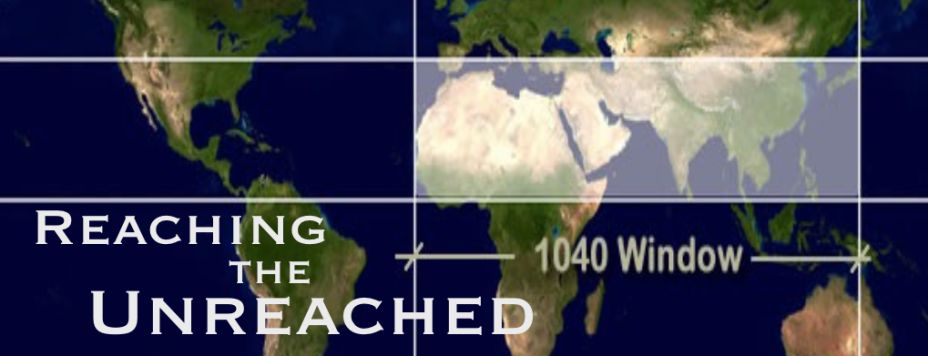 1040 Window
Reaching
the
Unreached